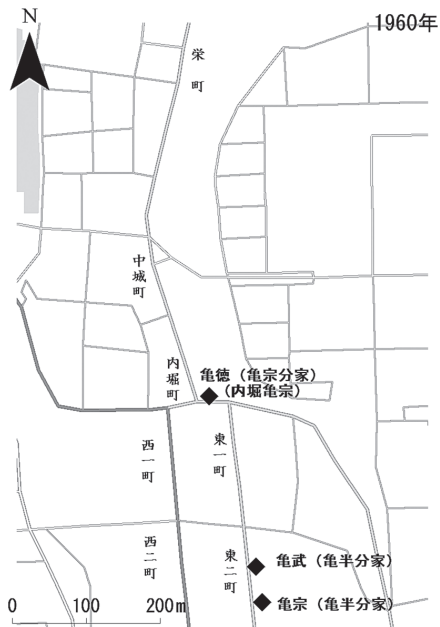 N
1960年
栄町
中城町
亀徳（亀宗分家）
（内堀亀宗）
内堀町
東一町
西一町
西二町
東二町
亀武（亀半分家）
亀宗（亀半分家）
0 100 200m